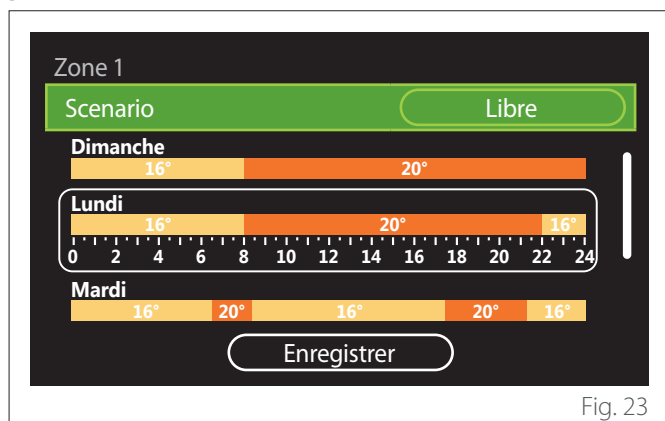 Zone 1
Scenario Libre
Dimanche
16° 20°
Lundi
16° 20° 16°
0 2 4 6 8 10 12 14 16 18 20 22 24
Mardi
16° 20° 16° 20° 16°
Enregistrer
Fig. 23